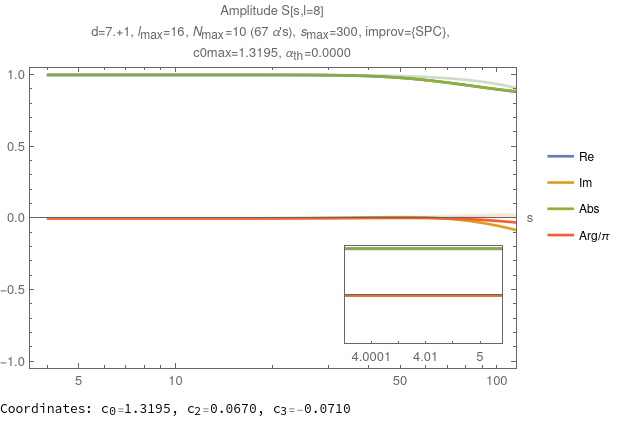 Amplitude S[s,l=8]
d=7.+1, lmax=16, Nmax=10 (67 α's), smax=300, improv={SPC},
c0max=1.3195, αth=0.0000
1.0
0.5
0.0
-0.5
-1.0
5
10
50
100
s
4.0001
4.01
5
Re
Im
Abs
Arg/π
Coordinates: c0=1.3195, c2=0.0670, c3=-0.0710